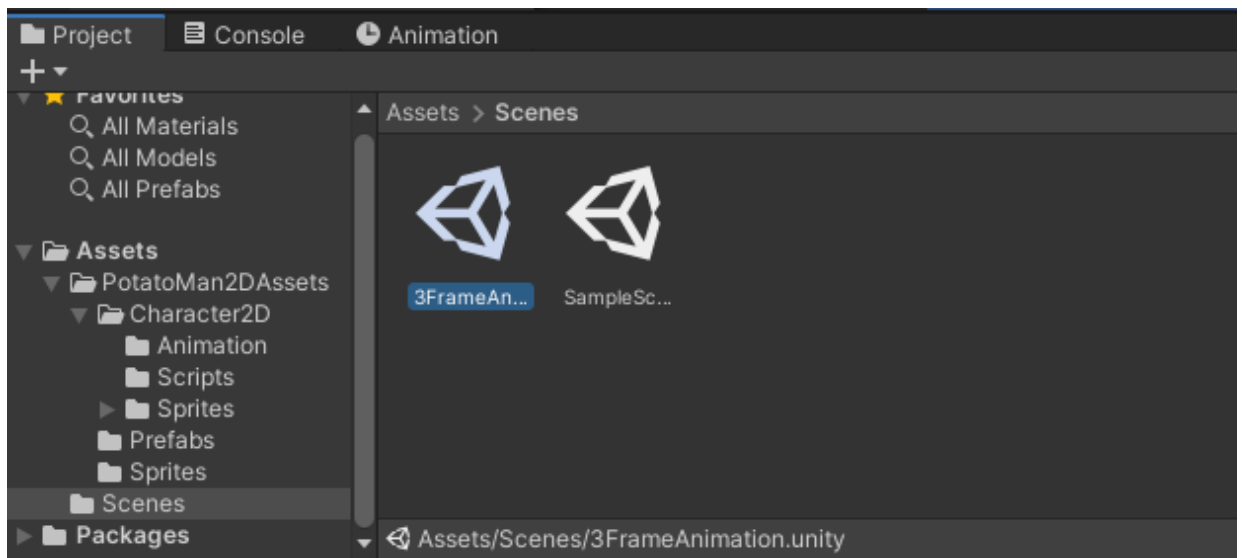 Project Console Animation
Favorites
All Materials
All Models
All Prefabs
Assets
PotatoMan2DAssets
Character2D
Animation
Scripts
Sprites
Prefabs
Sprites
Scenes
Packages
Assets > Scenes
3FrameAn... SampleSc...
Assets/Scenes/3FrameAnimation.unity